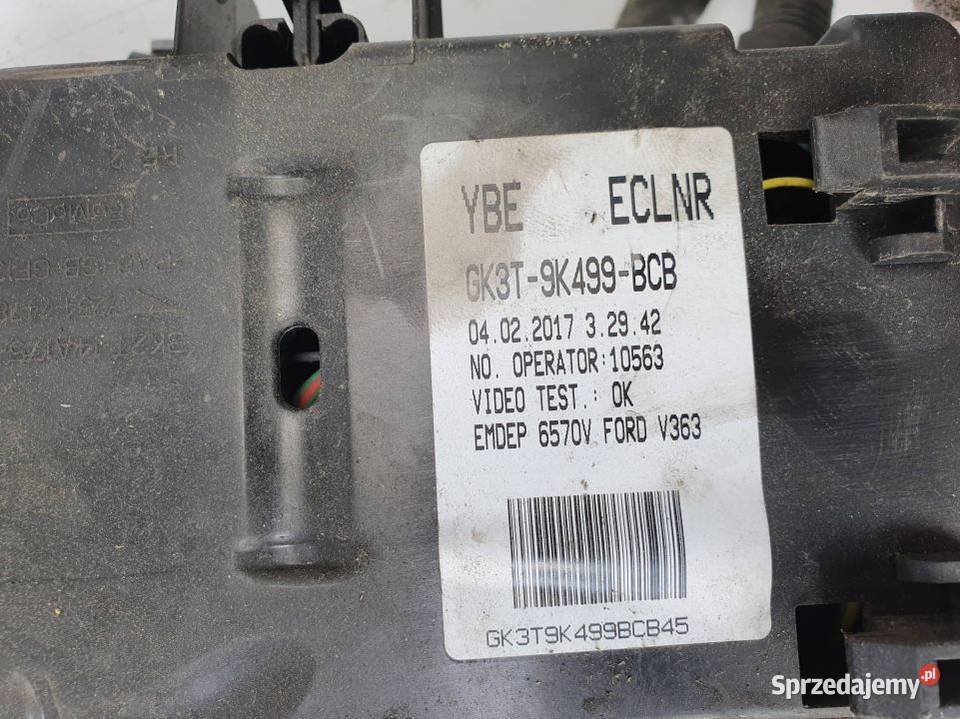 YBE ECLNR
GK3T-9K499-BCB
04.02.2017 3.29.42
NO. OPERATOR:10563
VIDEO TEST.: OK
EMDEP 6570V FORD V363
GK3T9K499BCB45
FoMoCo
Sprzedajemy.pl